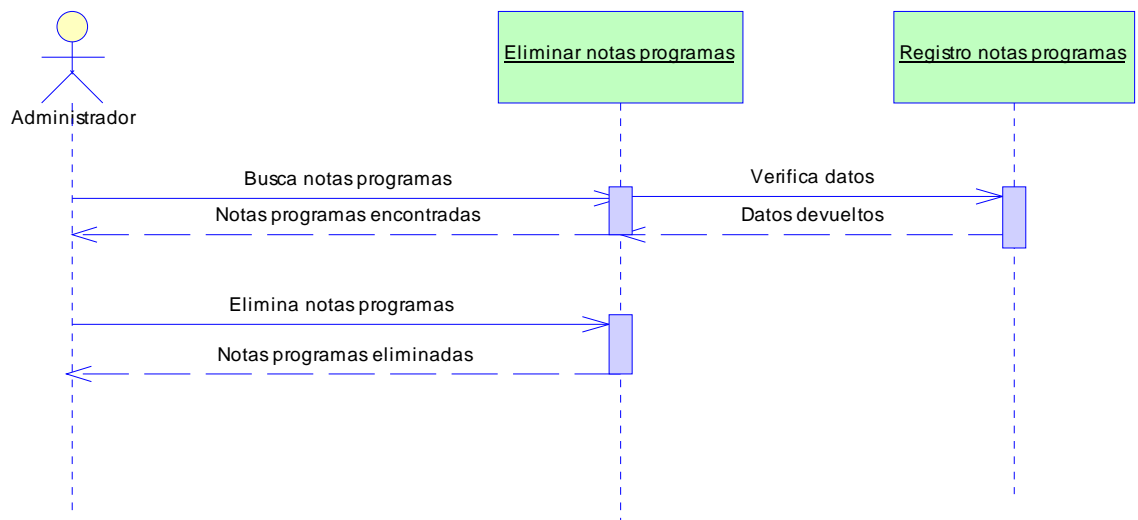 Eliminar notas programas
Registro notas programas
Administrador
Busca notas programas
Verifica datos
Notas programas encontradas
Datos devueltos
Elimina notas programas
Notas programas eliminadas